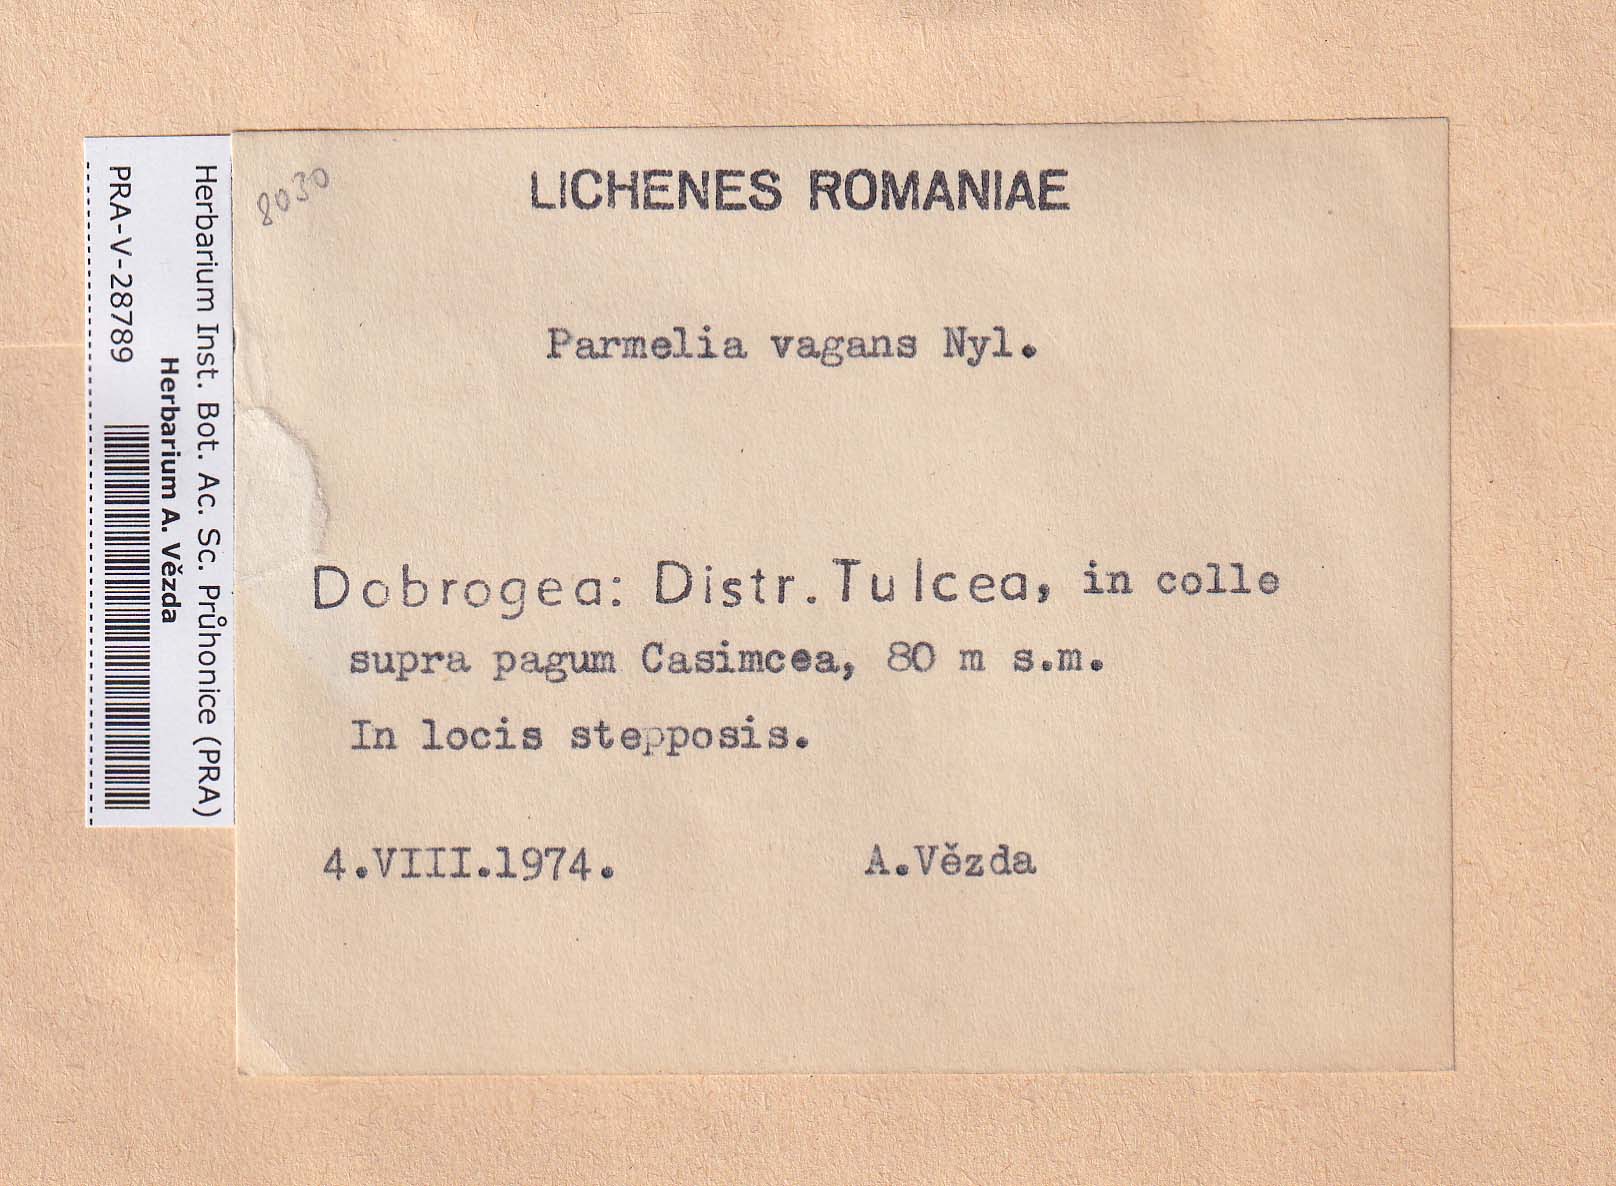 Herbarium Inst. Bot. Ac. Sc. Průhonice (PRA)
Herbarium A. Vězda
PRA-V-28789
8030
LICHENES ROMANIAE
Parmelia vagans Nyl.
Dobrogea: Distr. Tulcea, in colle
supra pagum Casimcea, 80 m s.m.
In locis stepposis.
4.VIII.1974. A.Vězda